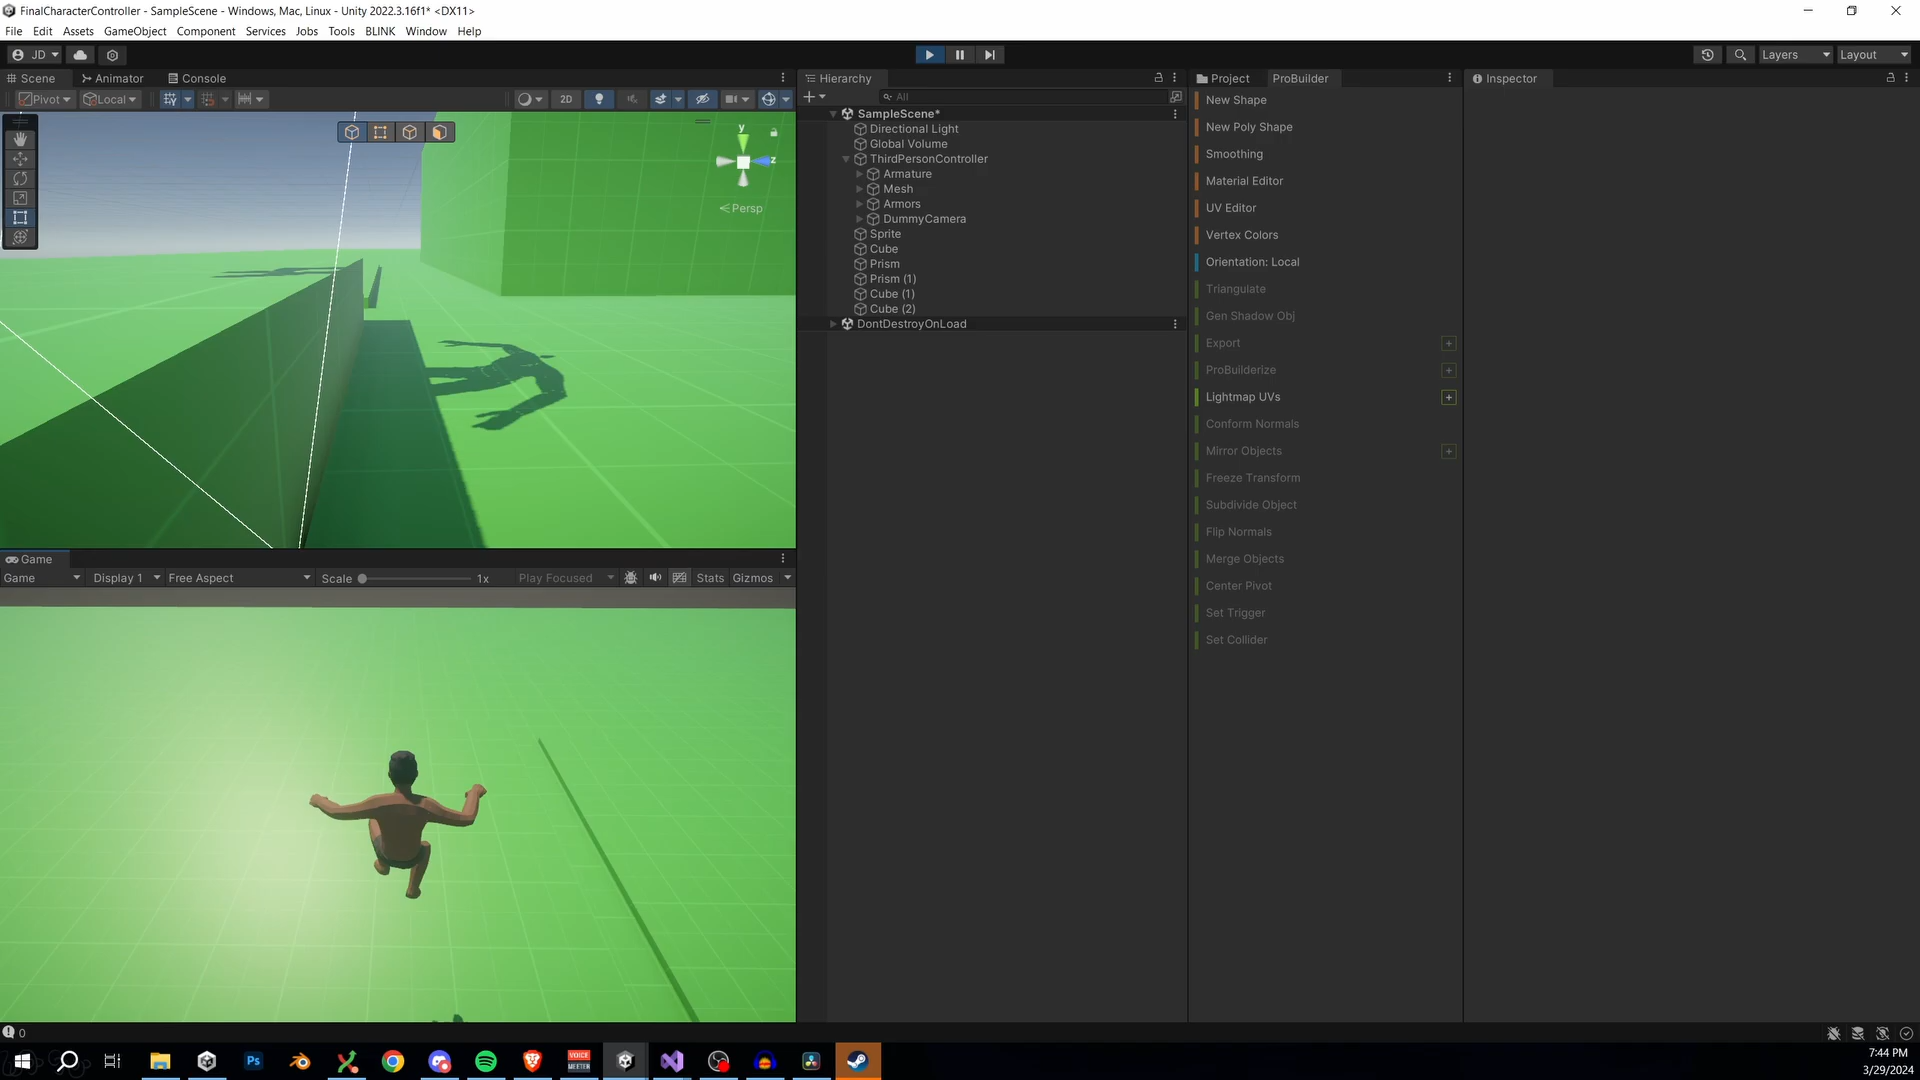 FinalCharacterController - SampleScene - Windows, Mac, Linux - Unity 2022.3.16f1* <DX11>
File Edit Assets GameObject Component Services Jobs Tools BLINK Window Help
JD
Layers
Layout
Scene
Animator
Console
Pivot
Local
2D
y
z
Persp
Game
Game
Display 1
Free Aspect
Scale
1x
Play Focused
Stats
Gizmos
Hierarchy
All
SampleScene*
Directional Light
Global Volume
ThirdPersonController
Armature
Mesh
Armors
DummyCamera
Sprite
Cube
Prism
Prism (1)
Cube (1)
Cube (2)
DontDestroyOnLoad
Project
ProBuilder
New Shape
New Poly Shape
Smoothing
Material Editor
UV Editor
Vertex Colors
Orientation: Local
Triangulate
Gen Shadow Obj
Export
ProBuilderize
Lightmap UVs
Conform Normals
Mirror Objects
Freeze Transform
Subdivide Object
Flip Normals
Merge Objects
Center Pivot
Set Trigger
Set Collider
Inspector
0
Ps
VOICE
MEETER
7:44 PM
3/29/2024